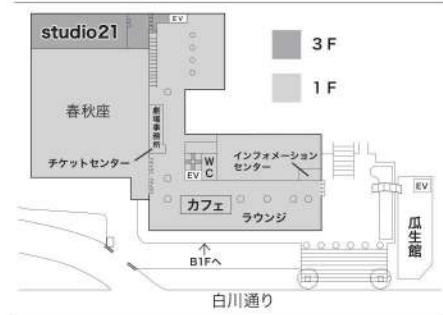 EV
studio21
3F
1F
春秋座
劇場事務所
チケットセンター
WC
EV
インフォメーション
センター
カフェ
ラウンジ
EV
瓜生館
B1Fへ
白川通り